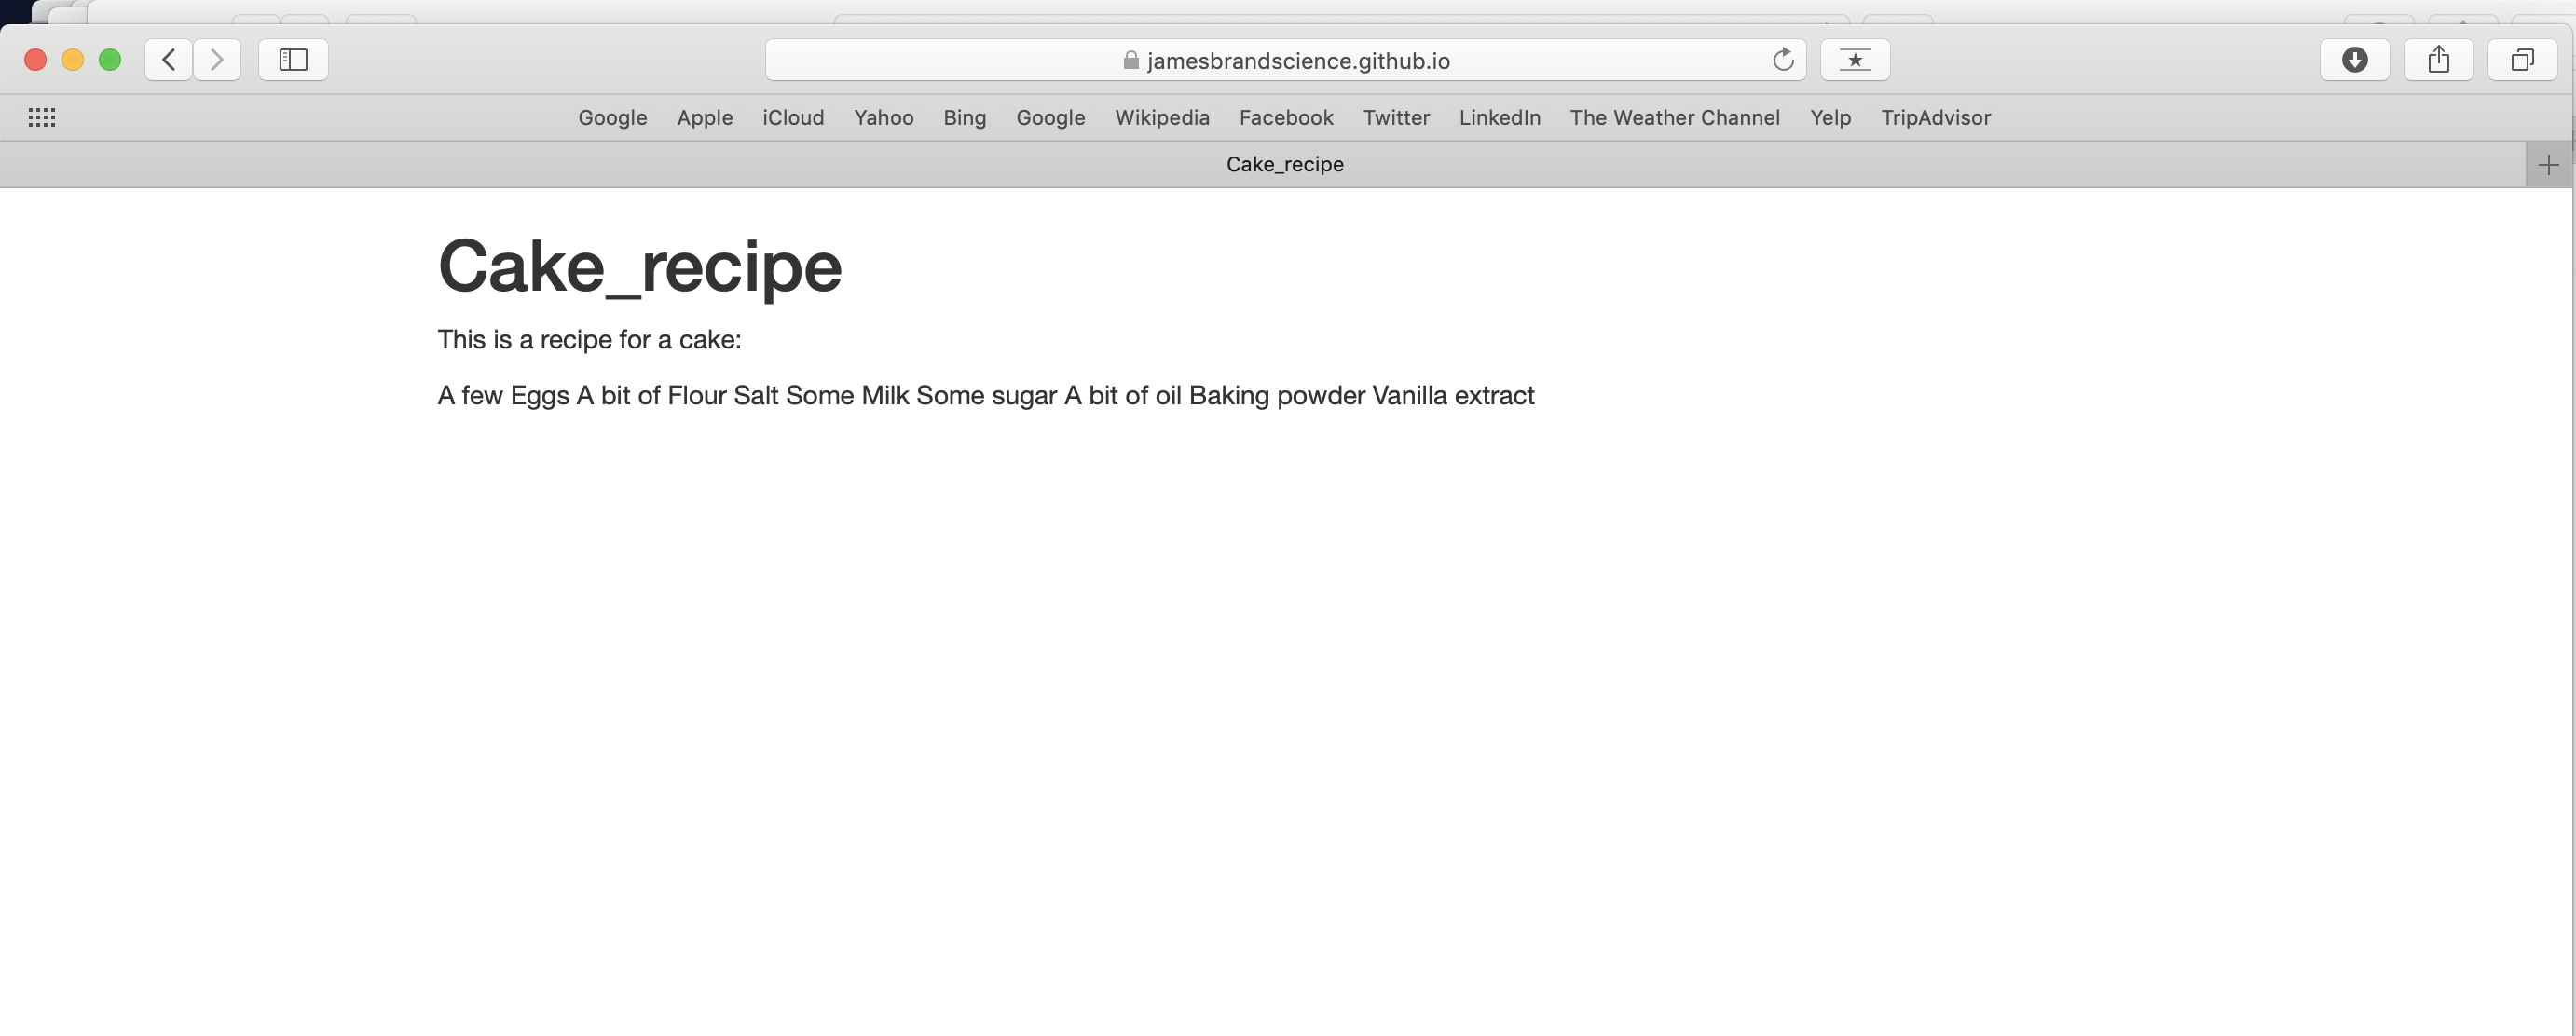 jamesbrandscience.github.io
Google Apple iCloud Yahoo Bing Google Wikipedia Facebook Twitter LinkedIn The Weather Channel Yelp TripAdvisor
Cake_recipe
Cake_recipe
This is a recipe for a cake:
A few Eggs A bit of Flour Salt Some Milk Some sugar A bit of oil Baking powder Vanilla extract